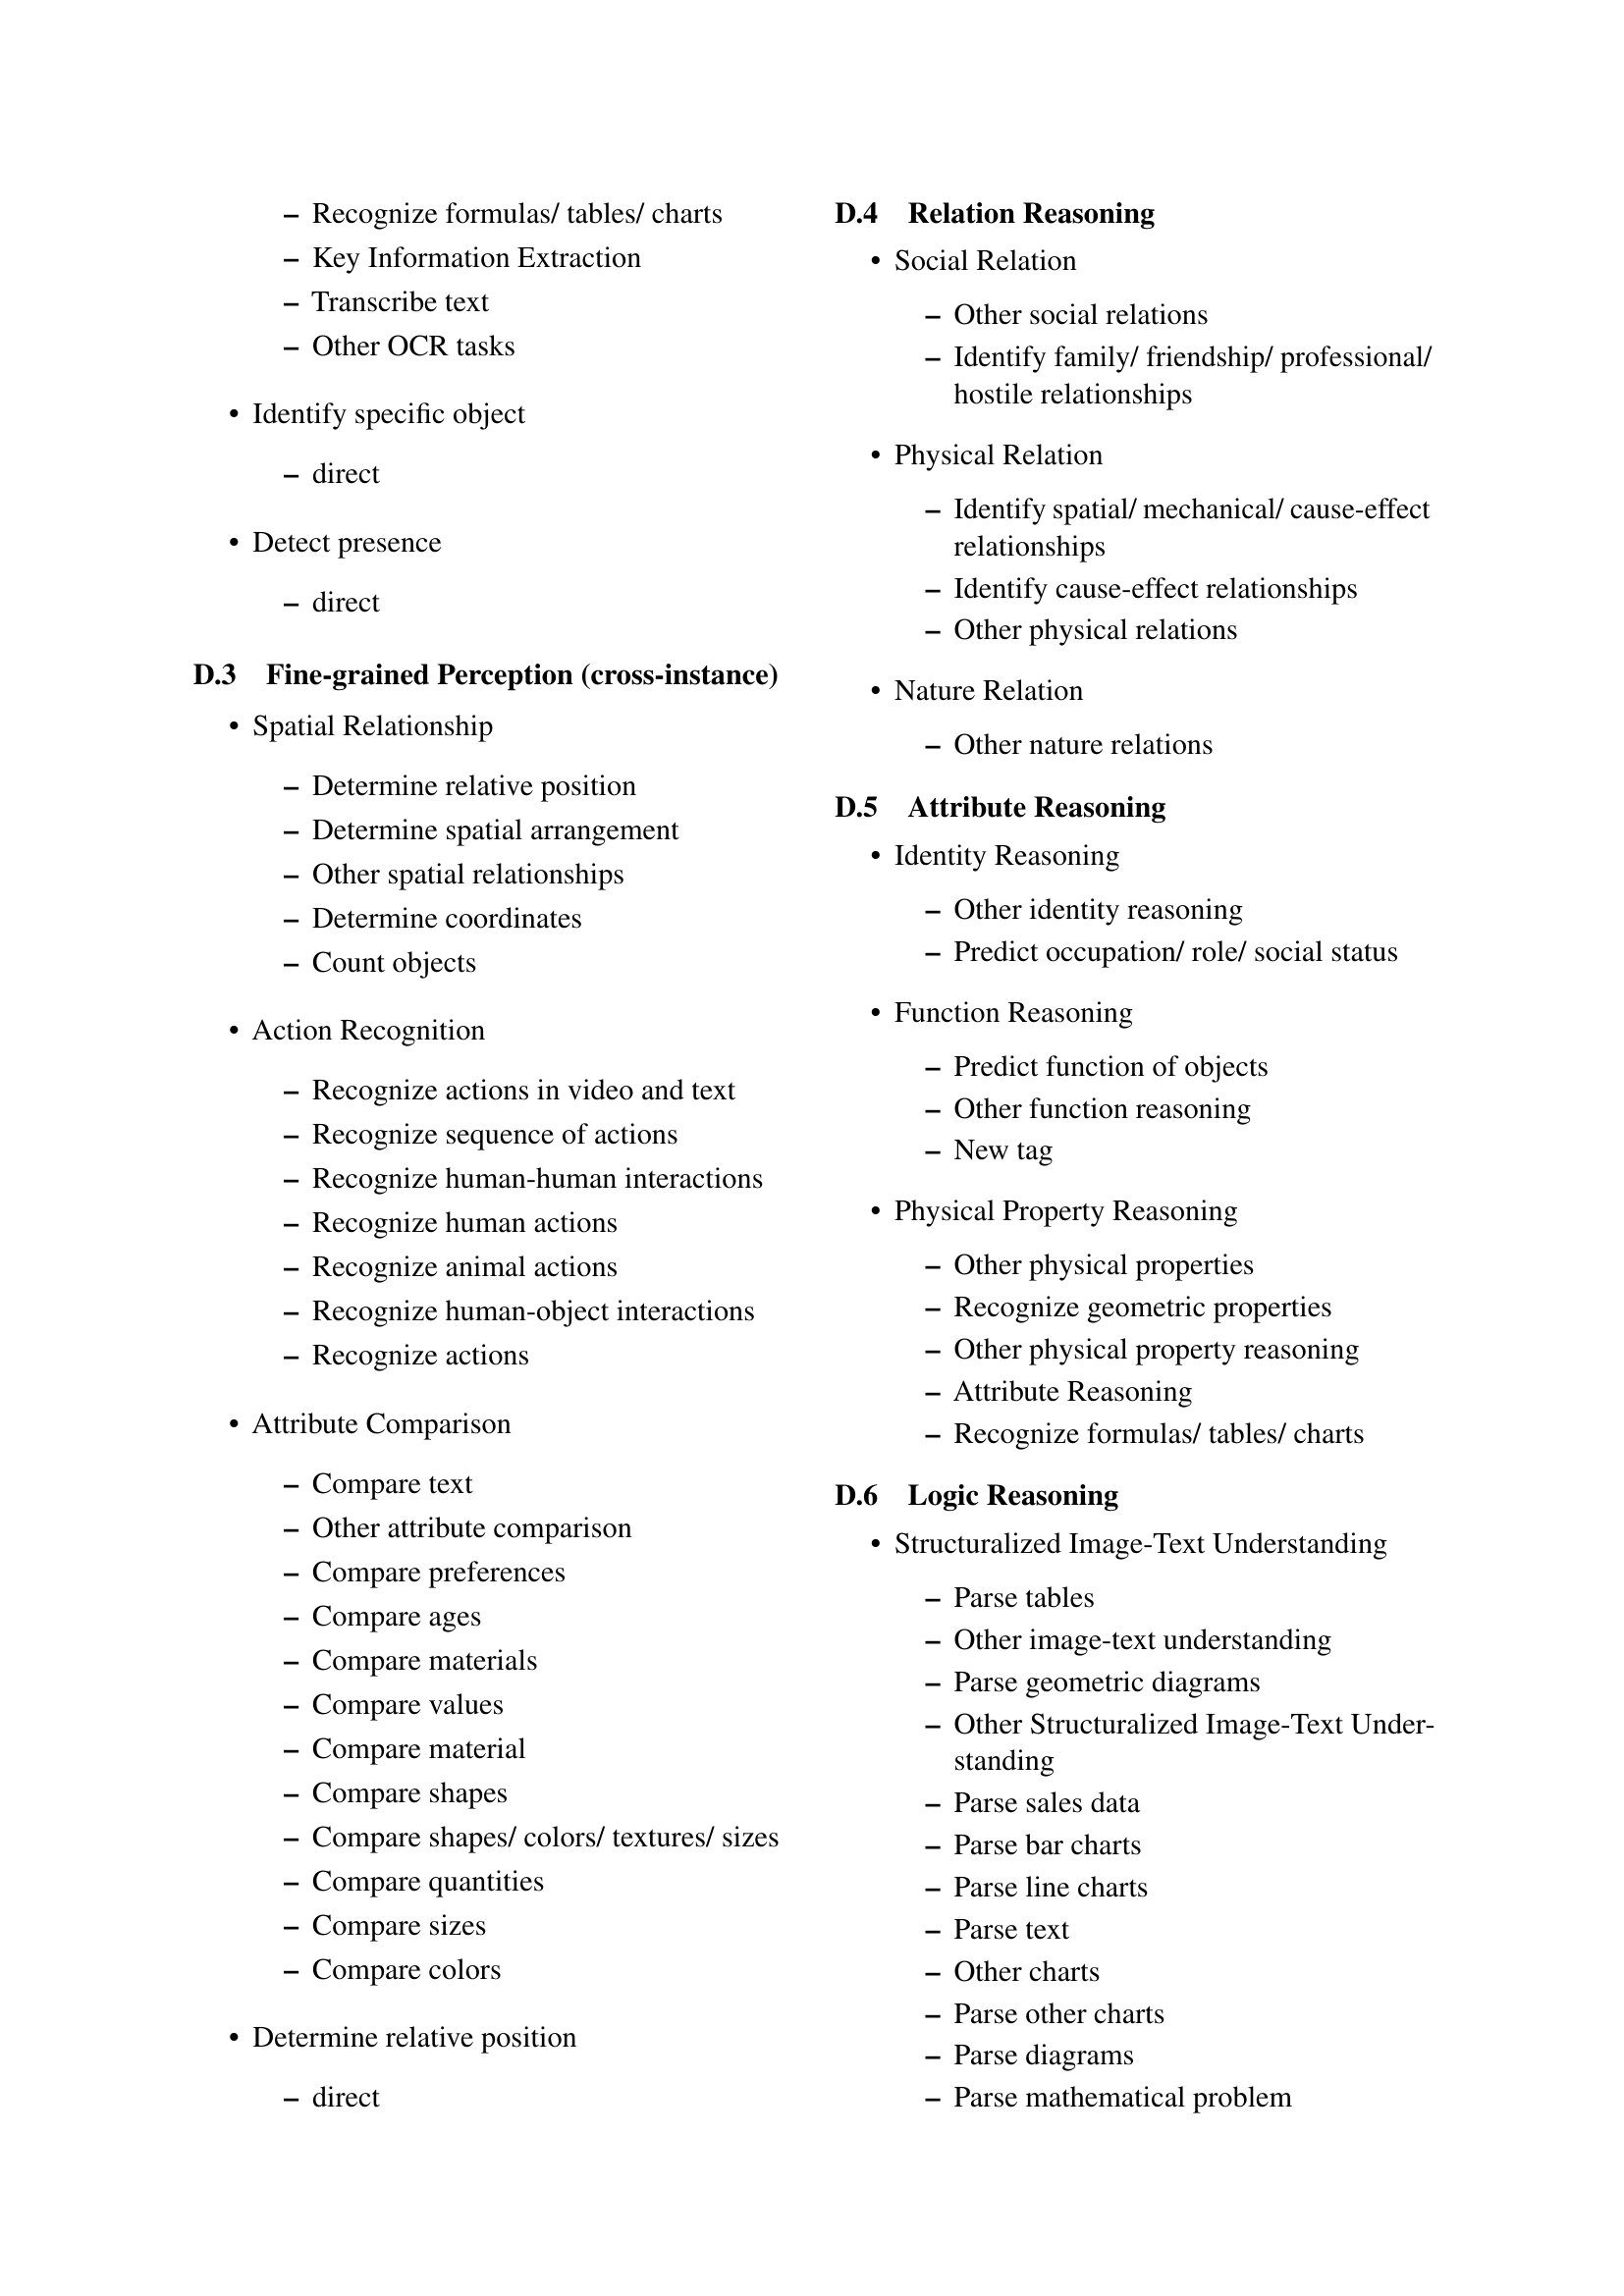 – Recognize formulas/ tables/ charts
– Key Information Extraction
– Transcribe text
– Other OCR tasks
• Identify specific object
– direct
• Detect presence
– direct
D.3 Fine-grained Perception (cross-instance)
• Spatial Relationship
– Determine relative position
– Determine spatial arrangement
– Other spatial relationships
– Determine coordinates
– Count objects
• Action Recognition
– Recognize actions in video and text
– Recognize sequence of actions
– Recognize human-human interactions
– Recognize human actions
– Recognize animal actions
– Recognize human-object interactions
– Recognize actions
• Attribute Comparison
– Compare text
– Other attribute comparison
– Compare preferences
– Compare ages
– Compare materials
– Compare values
– Compare material
– Compare shapes
– Compare shapes/ colors/ textures/ sizes
– Compare quantities
– Compare sizes
– Compare colors
• Determine relative position
– direct
D.4 Relation Reasoning
• Social Relation
– Other social relations
– Identify family/ friendship/ professional/
hostile relationships
• Physical Relation
– Identify spatial/ mechanical/ cause-effect
relationships
– Identify cause-effect relationships
– Other physical relations
• Nature Relation
– Other nature relations
D.5 Attribute Reasoning
• Identity Reasoning
– Other identity reasoning
– Predict occupation/ role/ social status
• Function Reasoning
– Predict function of objects
– Other function reasoning
– New tag
• Physical Property Reasoning
– Other physical properties
– Recognize geometric properties
– Other physical property reasoning
– Attribute Reasoning
– Recognize formulas/ tables/ charts
D.6 Logic Reasoning
• Structuralized Image-Text Understanding
– Parse tables
– Other image-text understanding
– Parse geometric diagrams
– Other Structuralized Image-Text Under-
standing
– Parse sales data
– Parse bar charts
– Parse line charts
– Parse text
– Other charts
– Parse other charts
– Parse diagrams
– Parse mathematical problem